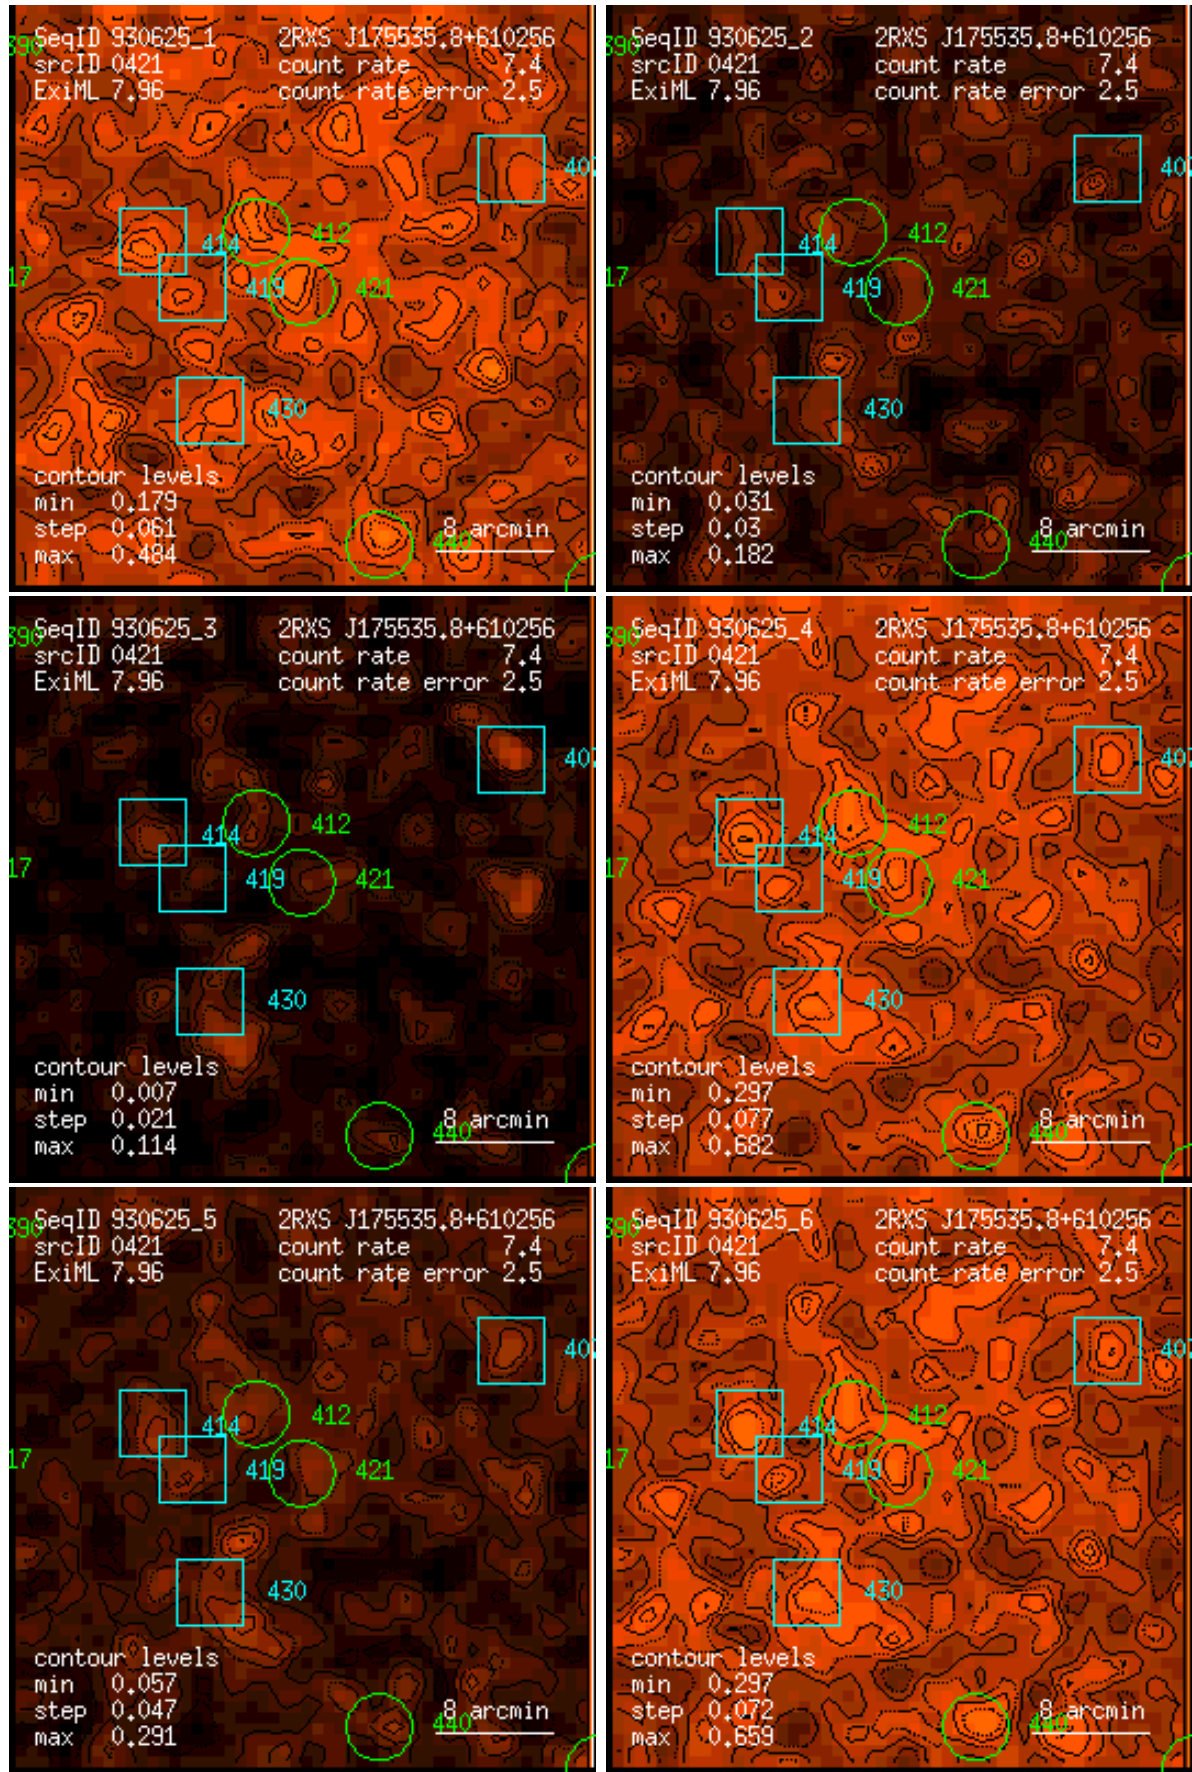 SeqID 930625_1 2RXS J175535.8+610256
390
srcID 0421 count rate 7.4
ExiML 7.96 count rate error 2.5
407
412
414
17
419 421
430
contour levels
min 0.179
step 0.061 8 arcmin
max 0.484 440
SeqID 930625_2 2RXS J175535.8+610256
390
srcID 0421 count rate 7.4
ExiML 7.96 count rate error 2.5
407
412
414
17
419 421
430
contour levels
min 0.031
step 0.03 8 arcmin
max 0.182 440
SeqID 930625_3 2RXS J175535.8+610256
390
srcID 0421 count rate 7.4
ExiML 7.96 count rate error 2.5
407
412
414
17
419 421
430
contour levels
min 0.007
step 0.021 8 arcmin
max 0.114 440
SeqID 930625_4 2RXS J175535.8+610256
390
srcID 0421 count rate 7.4
ExiML 7.96 count rate error 2.5
407
412
414
17
419 421
430
contour levels
min 0.297
step 0.077 8 arcmin
max 0.682 440
SeqID 930625_5 2RXS J175535.8+610256
390
srcID 0421 count rate 7.4
ExiML 7.96 count rate error 2.5
407
412
414
17
419 421
430
contour levels
min 0.057
step 0.047 8 arcmin
max 0.291 440
SeqID 930625_6 2RXS J175535.8+610256
390
srcID 0421 count rate 7.4
ExiML 7.96 count rate error 2.5
407
412
414
17
419 421
430
contour levels
min 0.297
step 0.072 8 arcmin
max 0.659 440